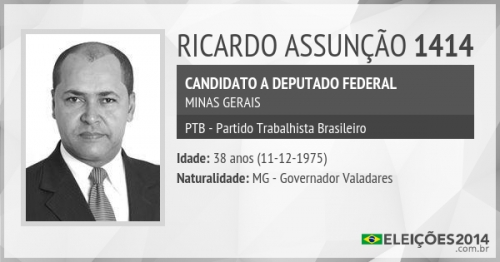 RICARDO ASSUNÇÃO 1414
CANDIDATO A DEPUTADO FEDERAL
MINAS GERAIS
PTB - Partido Trabalhista Brasileiro
Idade: 38 anos (11-12-1975)
Naturalidade: MG - Governador Valadares
ELEIÇÕES2014
.com.br